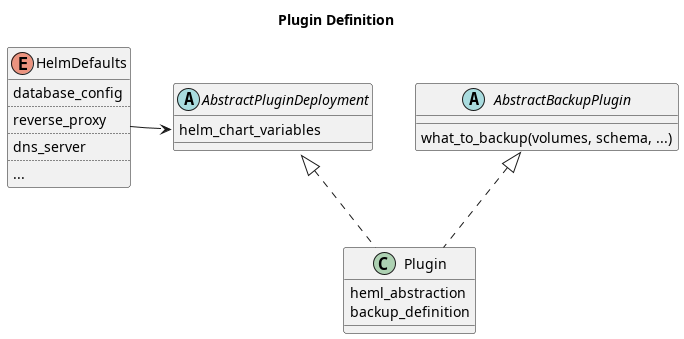 Plugin Definition
E HelmDefaults
database_config
reverse_proxy
dns_server
...
A AbstractPluginDeployment
helm_chart_variables
A AbstractBackupPlugin
what_to_backup(volumes, schema, ...)
C Plugin
heml_abstraction
backup_definition